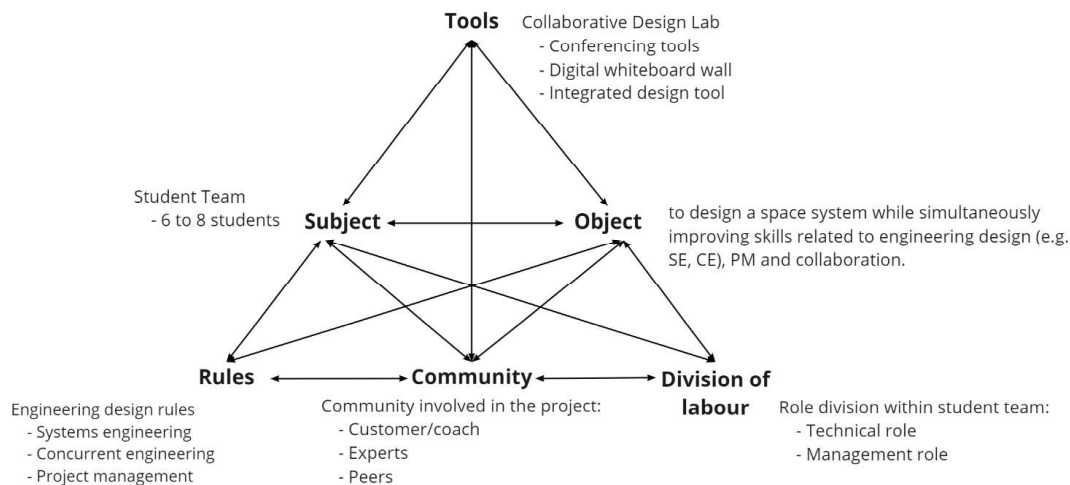 Tools
Collaborative Design Lab
- Conferencing tools
- Digital whiteboard wall
- Integrated design tool
Student Team
- 6 to 8 students
Subject
Object
to design a space system while simultaneously
improving skills related to engineering design (e.g.
SE, CE), PM and collaboration.
Rules
Engineering design rules
- Systems engineering
- Concurrent engineering
- Project management
Community
Community involved in the project:
- Customer/coach
- Experts
- Peers
Division of
labour
Role division within student team:
- Technical role
- Management role